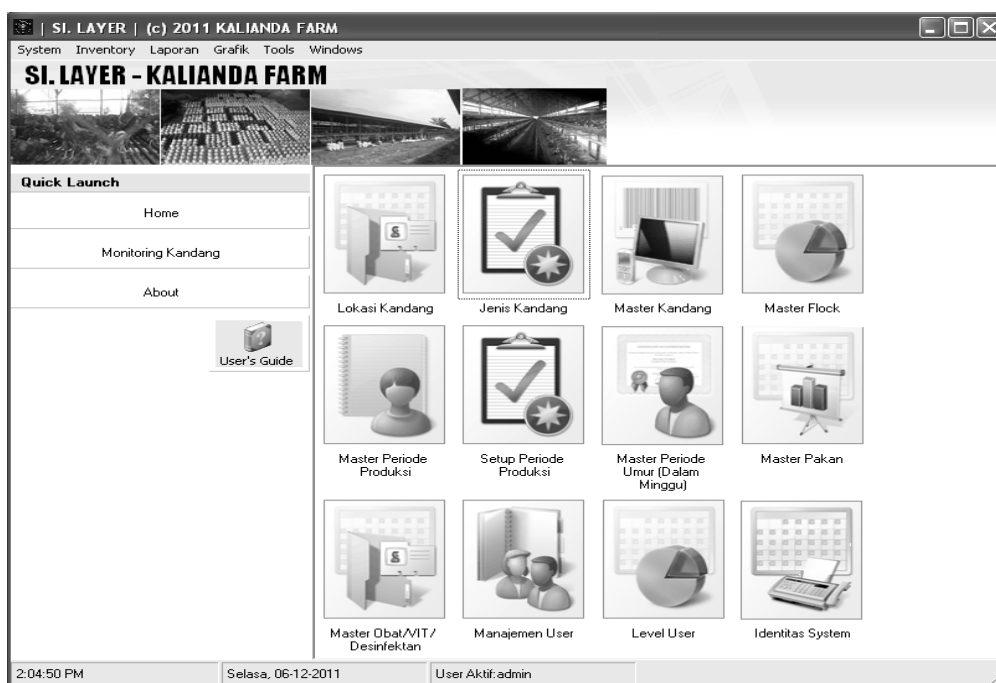 | SI. LAYER | (c) 2011 KALIANDA FARM
System Inventory Laporan Grafik Tools Windows
SI. LAYER - KALIANDA FARM
Quick Launch
Home
Monitoring Kandang
About
User's Guide
Lokasi Kandang
Jenis Kandang
Master Kandang
Master Flock
Master Periode
Produksi
Setup Periode
Produksi
Master Periode
Umur (Dalam
Minggu)
Master Pakan
Master Obat/VIT/
Desinfektan
Manajemen User
Level User
Identitas System
2:04:50 PM
Selasa, 06-12-2011
User Aktif:admin